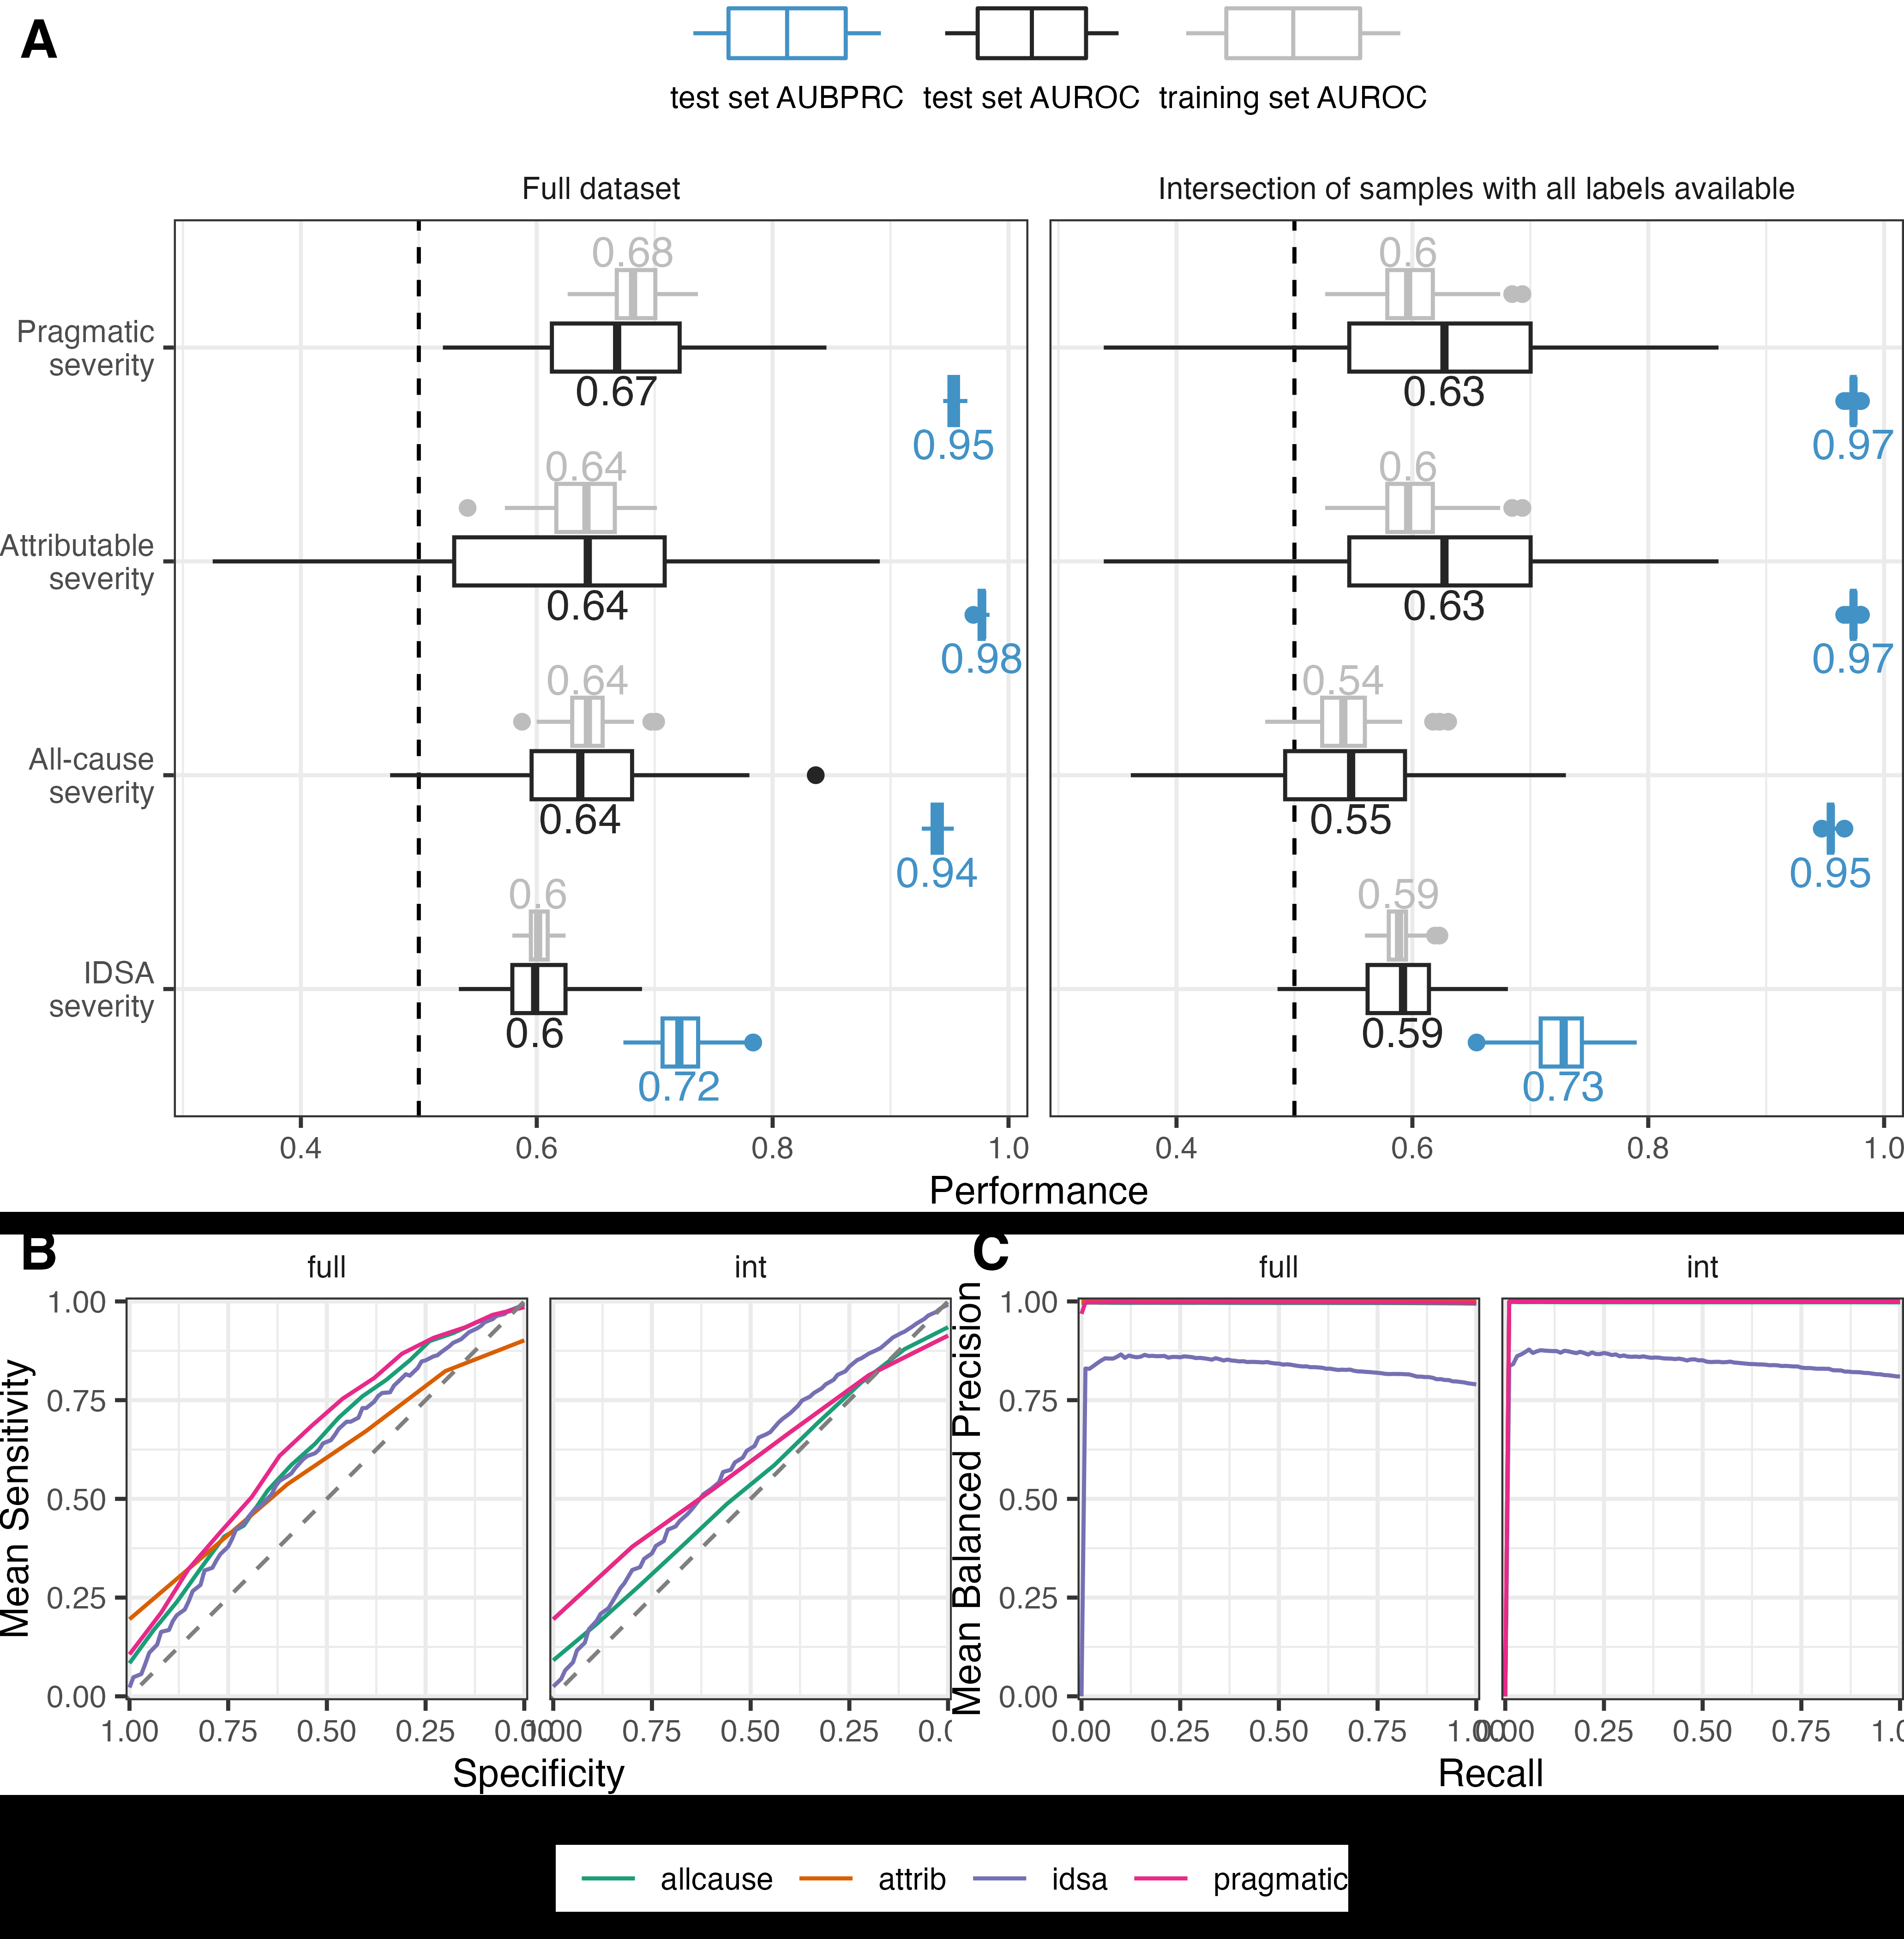 A
test set AUBPRC test set AUROC training set AUROC
Full dataset
Intersection of samples with all labels available
Pragmatic
severity
0.68
0.67
0.95
0.6
0.63
0.97
Attributable
severity
0.64
0.64
0.98
0.6
0.63
0.97
All-cause
severity
0.64
0.64
0.94
0.54
0.55
0.95
IDSA
severity
0.6
0.6
0.72
0.59
0.59
0.73
0.4 0.6 0.8 1.0
0.4 0.6 0.8 1.0
Performance
B
full
int
Mean Sensitivity
1.00
0.75
0.50
0.25
0.00
1.00 0.75 0.50 0.25 0.00
1.00 0.75 0.50 0.25 0.0
Specificity
C
full
int
Mean Balanced Precision
1.00
0.75
0.50
0.25
0.00
0.00 0.25 0.50 0.75 1.00
0.00 0.25 0.50 0.75 1.0
Recall
allcause attrib idsa pragmatic